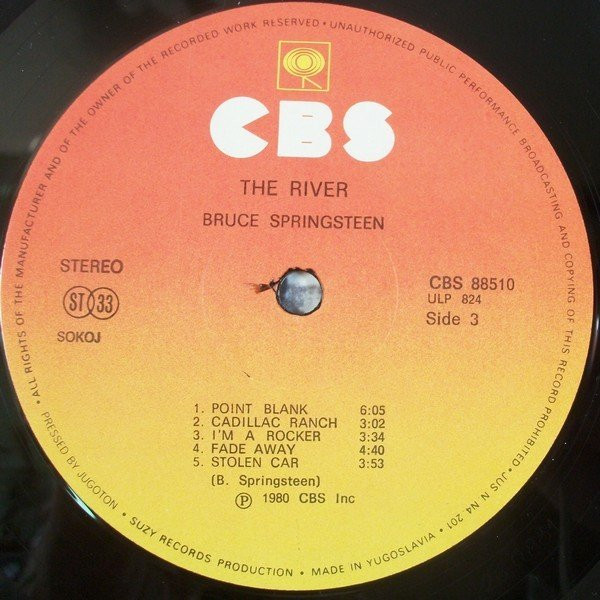 • ALL RIGHTS OF THE MANUFACTURER AND OF THE OWNER OF THE RECORDED WORK RESERVED • UNAUTHORIZED PUBLIC PERFORMANCE BROADCASTING AND COPYING OF THIS RECORD PROHIBITED • JUS N N4 201 •
CBS
THE RIVER
BRUCE SPRINGSTEEN
STEREO
ST 33
SOKOJ
CBS 88510
ULP 824
Side 3
1. POINT BLANK 6:05
2. CADILLAC RANCH 3:02
3. I'M A ROCKER 3:34
4. FADE AWAY 4:40
5. STOLEN CAR 3:53
(B. Springsteen)
Ⓟ 1980 CBS Inc
PRESSED BY JUGOTON • SUZY RECORDS PRODUCTION • MADE IN YUGOSLAVIA •